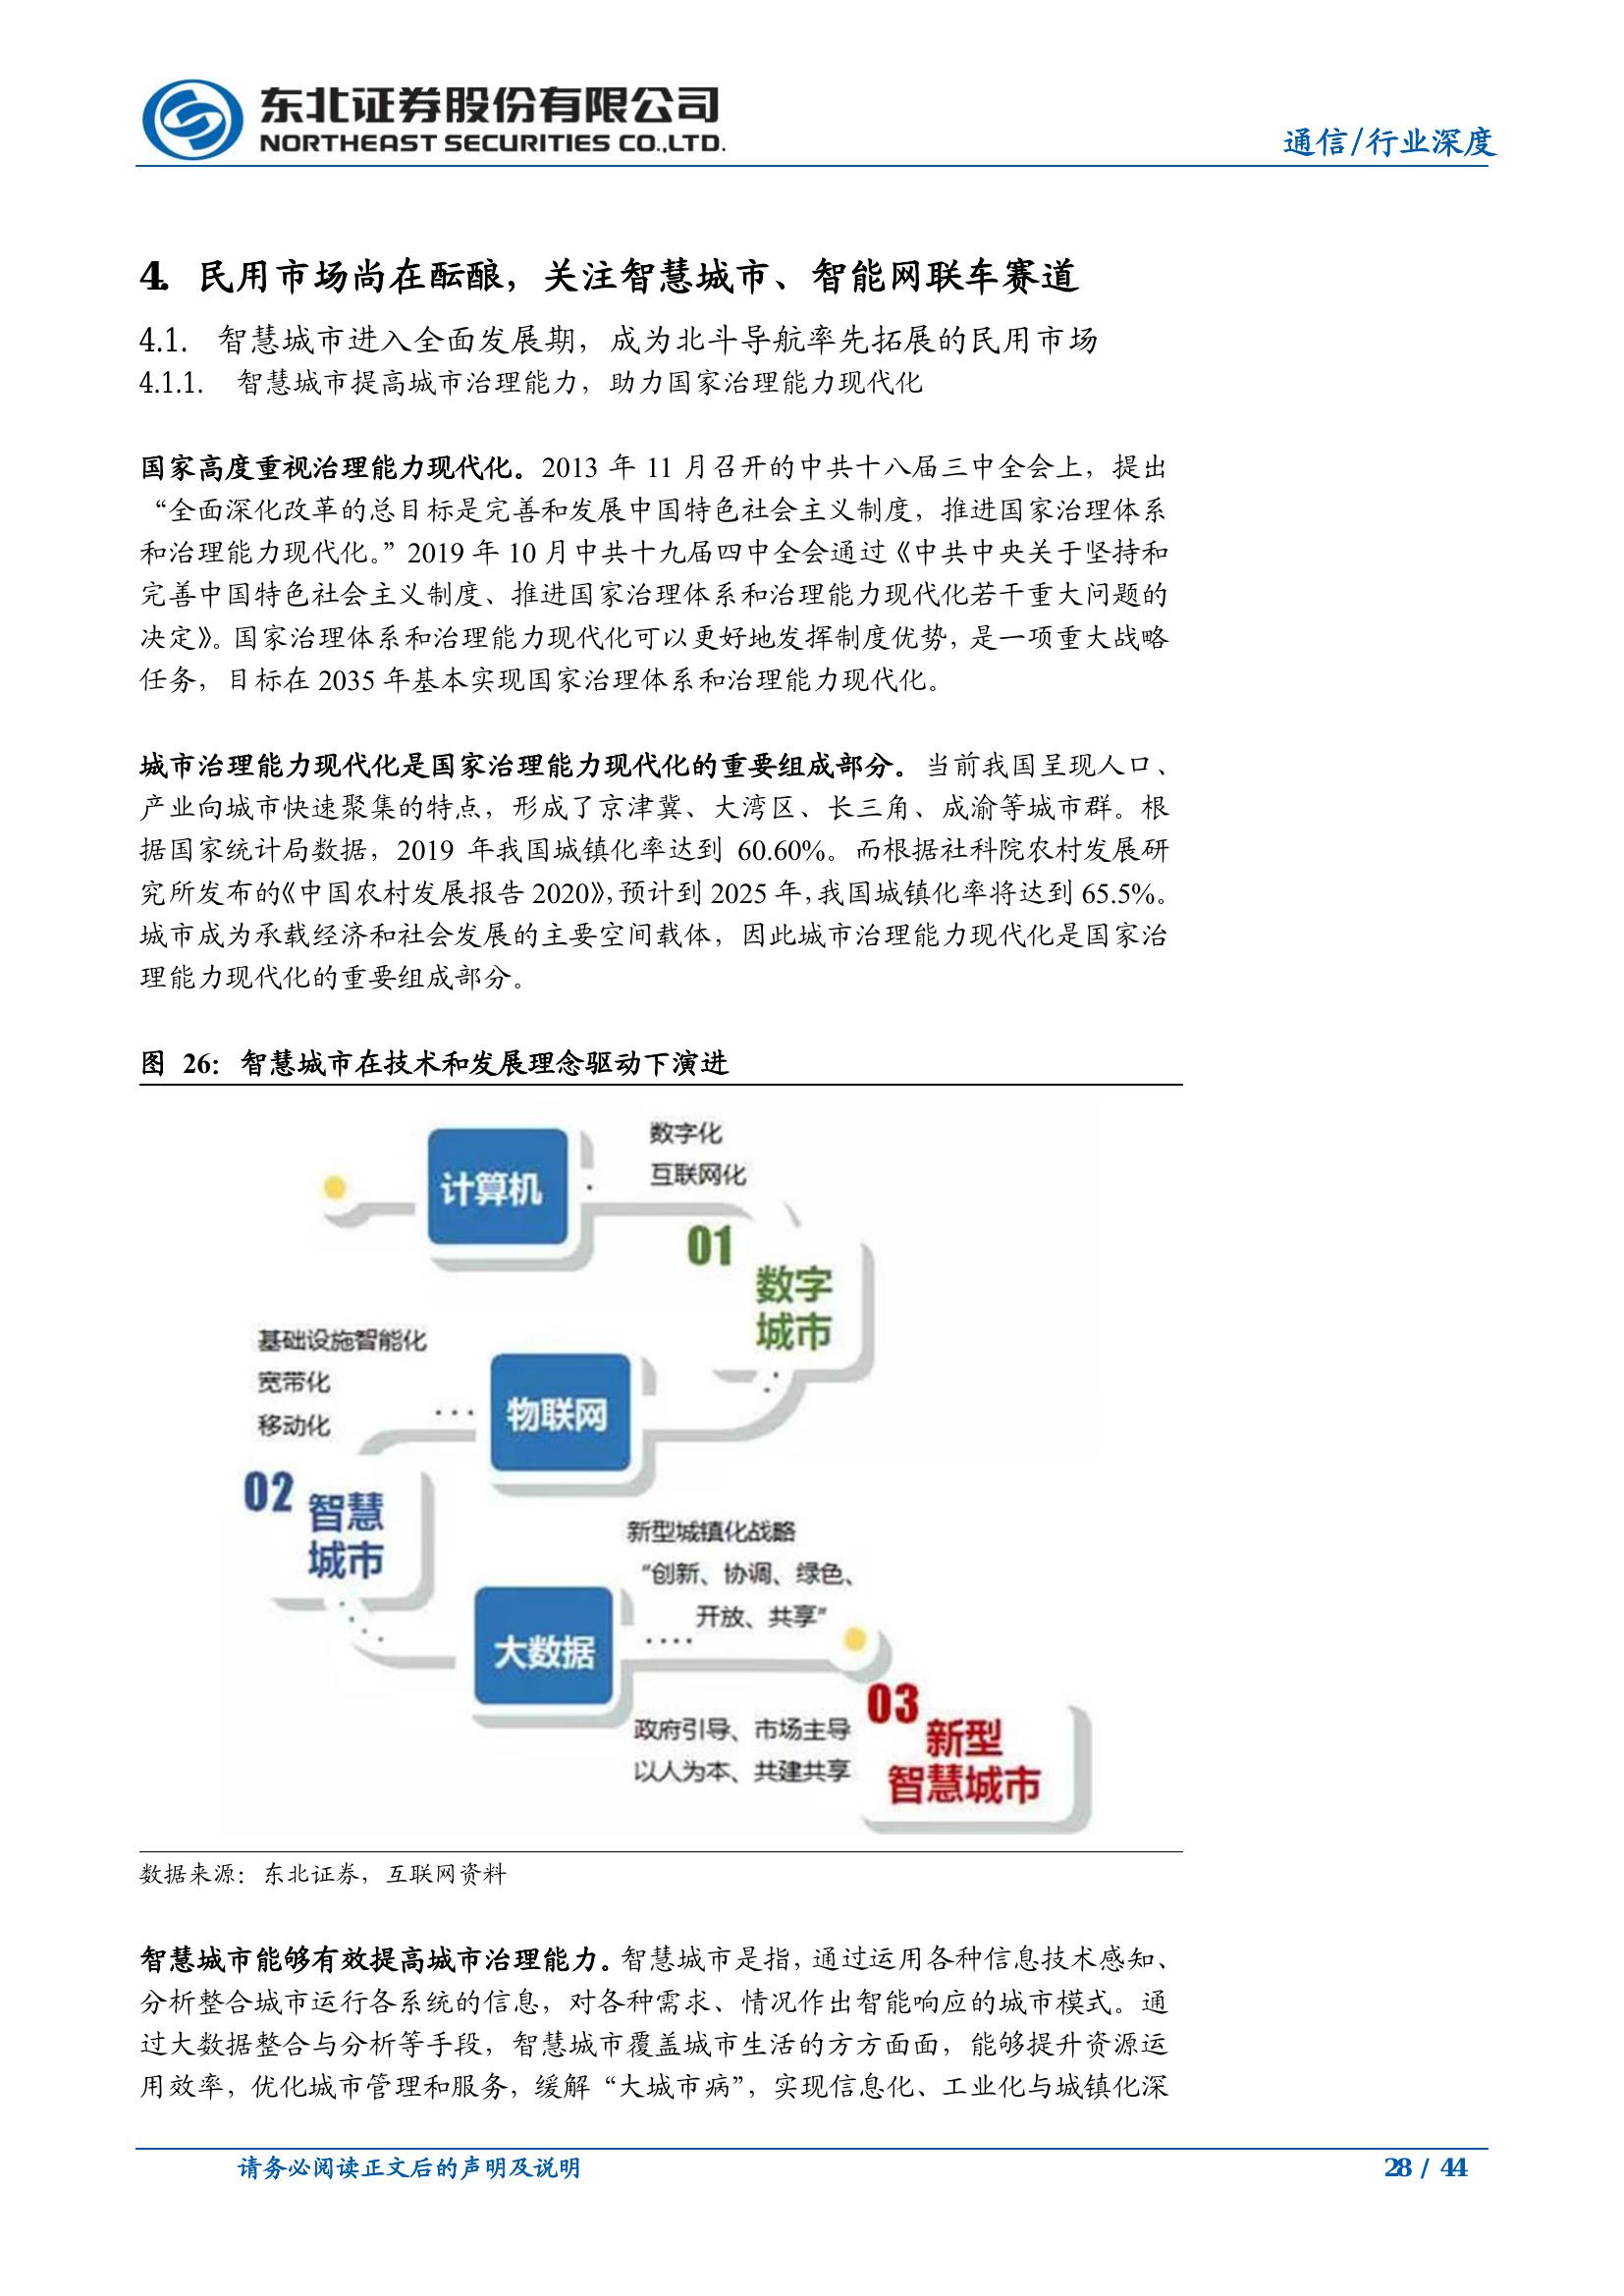 东北证券股份有限公司
NORTHEAST SECURITIES CO.,LTD.
通信/行业深度
4. 民用市场尚在酝酿，关注智慧城市、智能网联车赛道
4.1. 智慧城市进入全面发展期，成为北斗导航率先拓展的民用市场
4.1.1. 智慧城市提高城市治理能力，助力国家治理能力现代化
国家高度重视治理能力现代化。2013 年 11 月召开的中共十八届三中全会上，提出
“全面深化改革的总目标是完善和发展中国特色社会主义制度，推进国家治理体系
和治理能力现代化。”2019 年 10 月中共十九届四中全会通过《中共中央关于坚持和
完善中国特色社会主义制度、推进国家治理体系和治理能力现代化若干重大问题的
决定》。国家治理体系和治理能力现代化可以更好地发挥制度优势，是一项重大战略
任务，目标在 2035 年基本实现国家治理体系和治理能力现代化。
城市治理能力现代化是国家治理能力现代化的重要组成部分。当前我国呈现人口、
产业向城市快速聚集的特点，形成了京津冀、大湾区、长三角、成渝等城市群。根
据国家统计局数据，2019 年我国城镇化率达到 60.60%。而根据社科院农村发展研
究所发布的《中国农村发展报告 2020》，预计到 2025 年，我国城镇化率将达到 65.5%。
城市成为承载经济和社会发展的主要空间载体，因此城市治理能力现代化是国家治
理能力现代化的重要组成部分。
图 26：智慧城市在技术和发展理念驱动下演进
计算机
数字化
互联网化
01
数字
城市
基础设施智能化
宽带化
移动化
物联网
02
智慧
城市
新型城镇化战略
“创新、协调、绿色、
开放、共享”
大数据
03
新型
智慧城市
政府引导、市场主导
以人为本、共建共享
数据来源：东北证券，互联网资料
智慧城市能够有效提高城市治理能力。智慧城市是指，通过运用各种信息技术感知、
分析整合城市运行各系统的信息，对各种需求、情况作出智能响应的城市模式。通
过大数据整合与分析等手段，智慧城市覆盖城市生活的方方面面，能够提升资源运
用效率，优化城市管理和服务，缓解“大城市病”，实现信息化、工业化与城镇化深
请务必阅读正文后的声明及说明
28 / 44